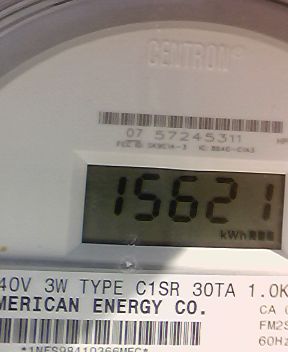 CENTRON®
07 57245311
15621
kWh
40V 3W TYPE C1SR 30TA 1.0K
MERICAN ENERGY CO.
CA
FM2S
60Hz